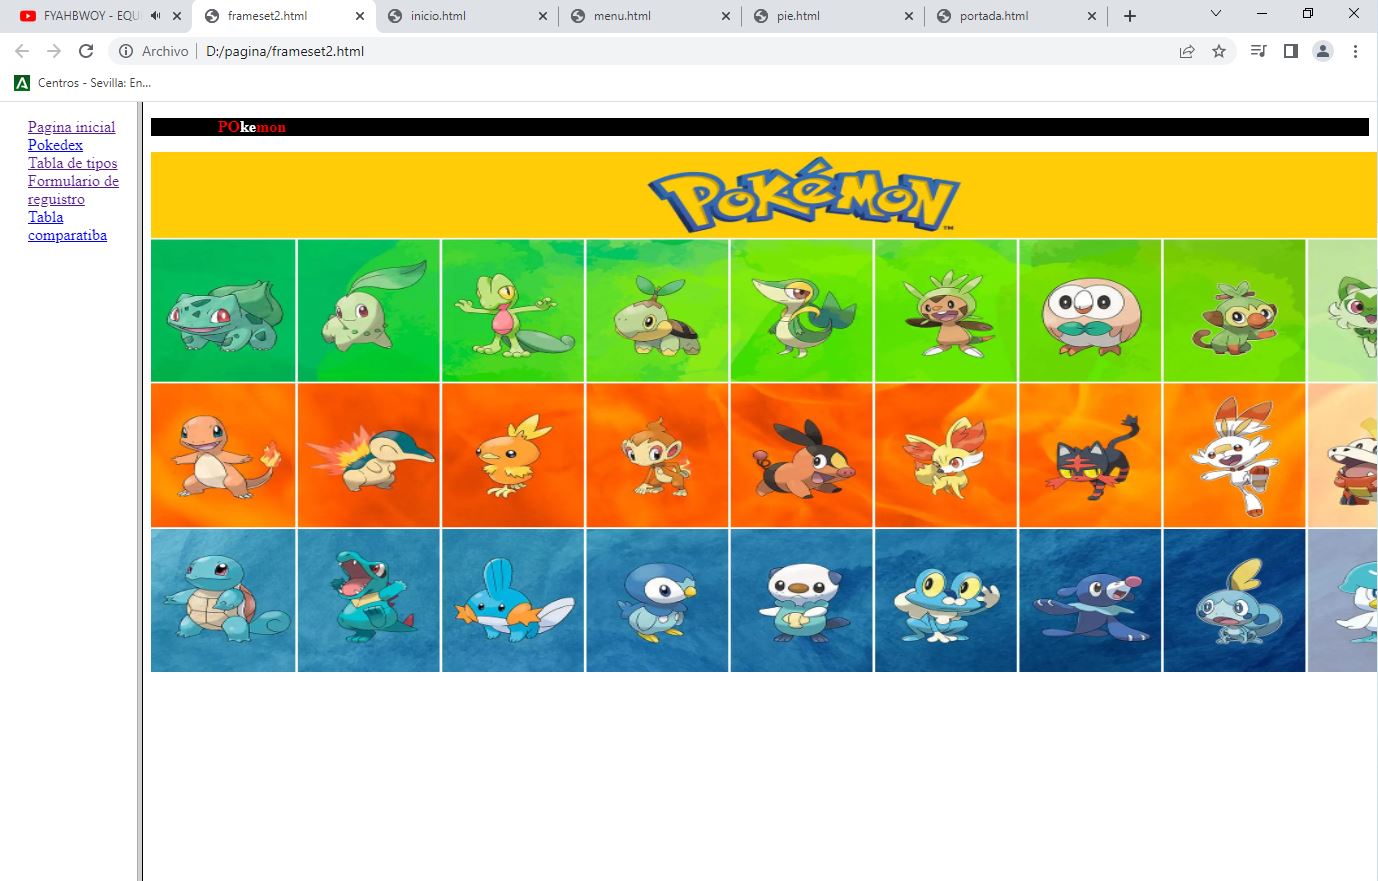 FYAHBWOY - EQU
frameset2.html
inicio.html
menu.html
pie.html
portada.html
Archivo
D:/pagina/frameset2.html
Centros - Sevilla: En...
Pagina inicial
Pokedex
Tabla de tipos
Formulario de
reguistro
Tabla
comparatiba
POkemon
POKéMON
TM